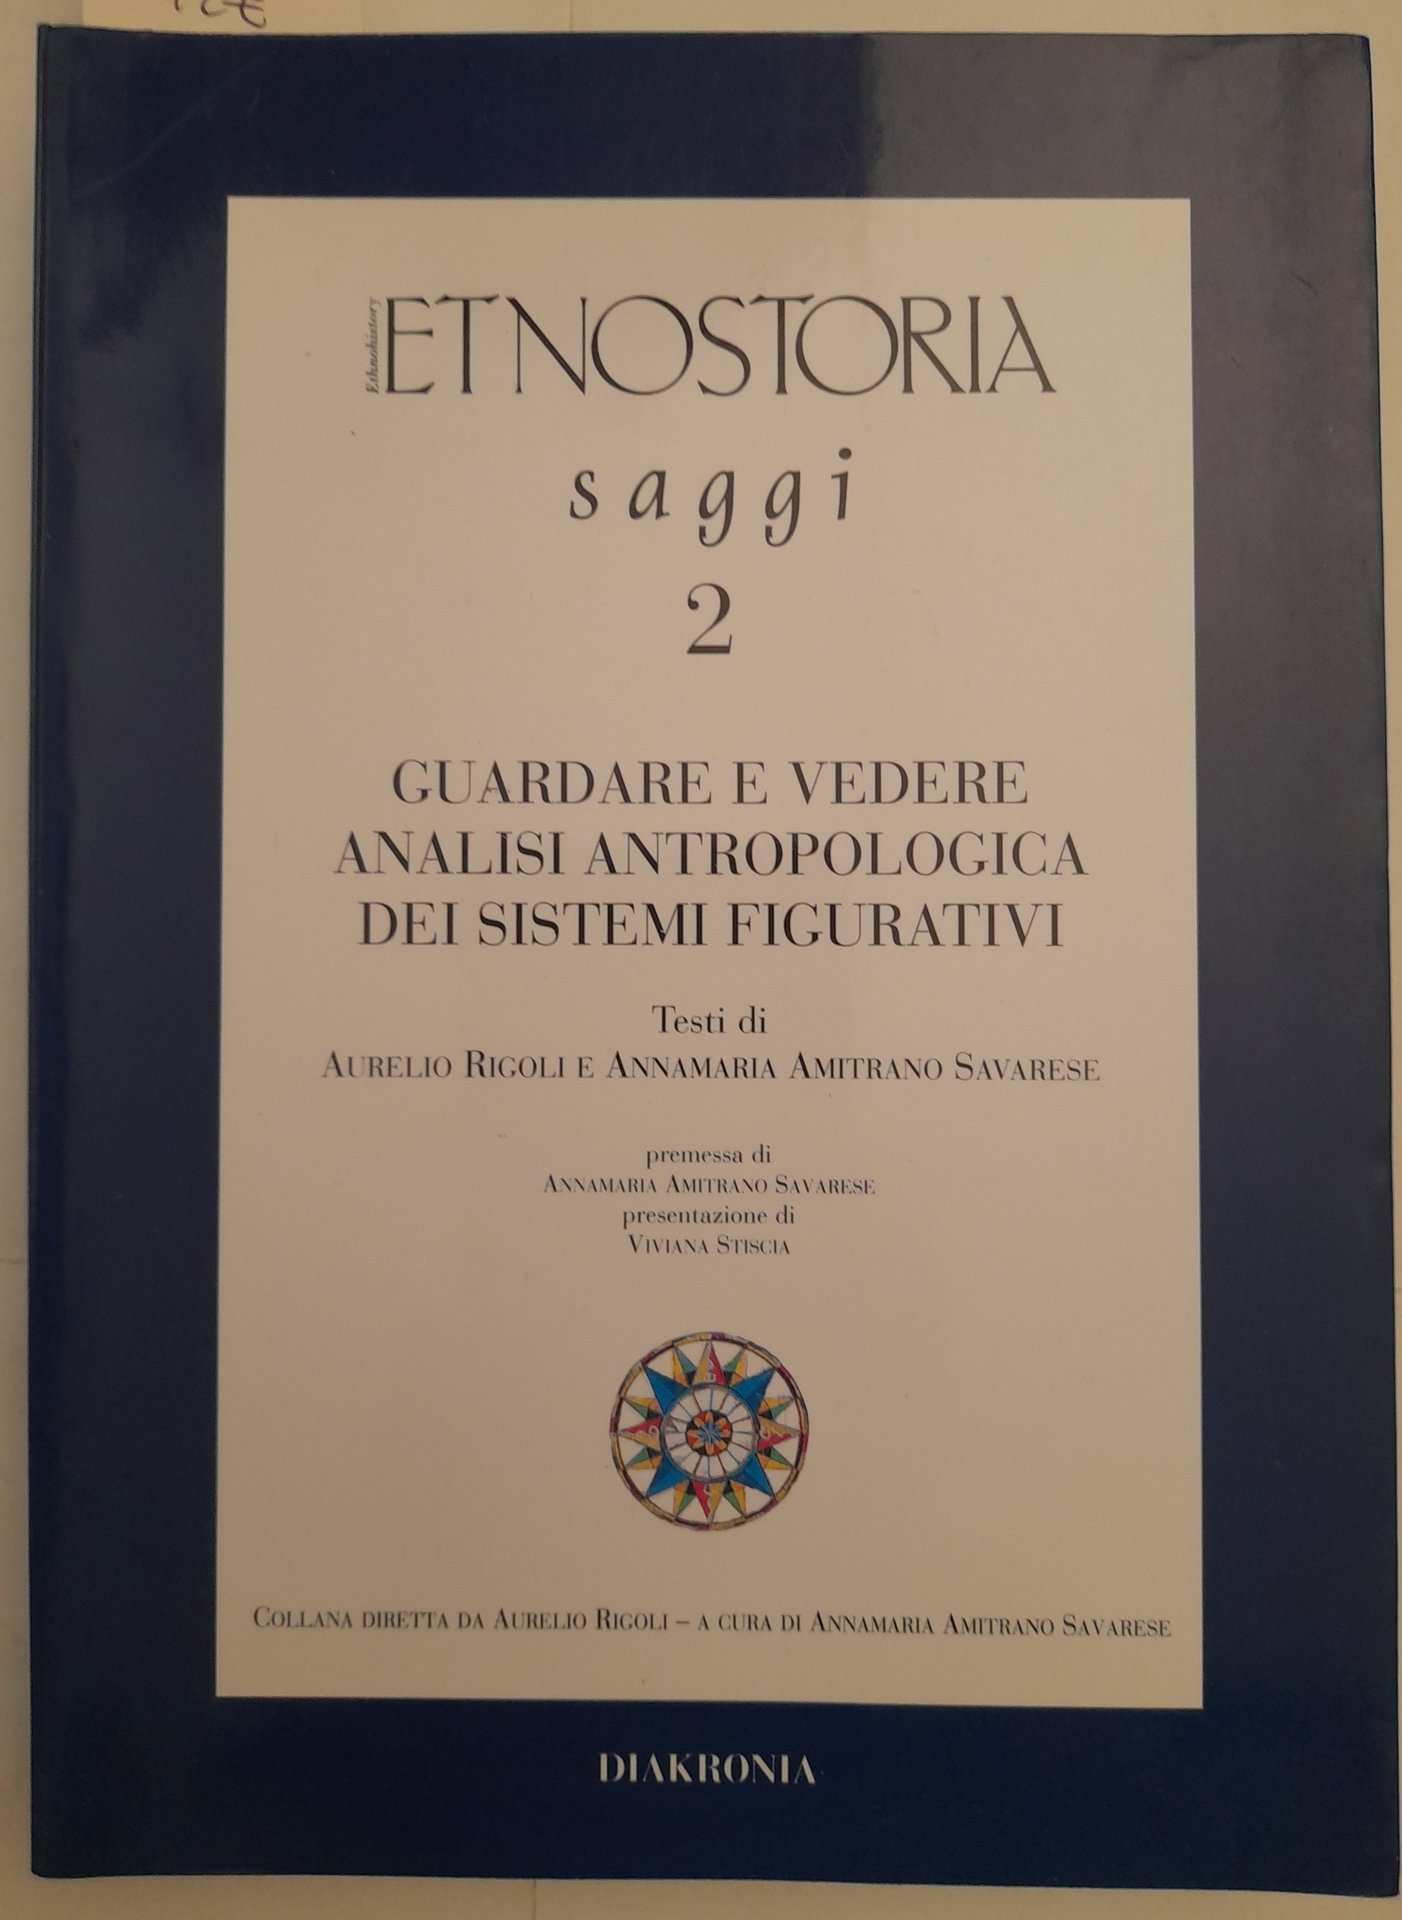 Ethnohistory
ETNOSTORIA
saggi
2
GUARDARE E VEDERE
ANALISI ANTROPOLOGICA
DEI SISTEMI FIGURATIVI
Testi di
AURELIO RIGOLI E ANNAMARIA AMITRANO SAVARESE
premessa di
ANNAMARIA AMITRANO SAVARESE
presentazione di
VIVIANA STISCIA
COLLANA DIRETTA DA AURELIO RIGOLI – A CURA DI ANNAMARIA AMITRANO SAVARESE
DIAKRONIA